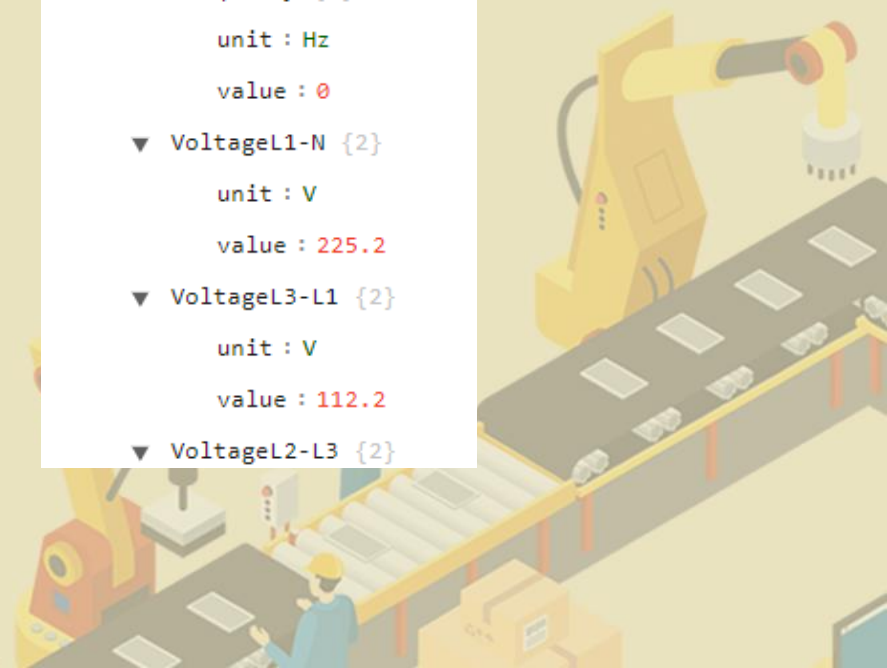 unit : Hz
value : 0
▼ VoltageL1-N {2}
unit : V
value : 225.2
▼ VoltageL3-L1 {2}
unit : V
value : 112.2
▼ VoltageL2-L3 {2}